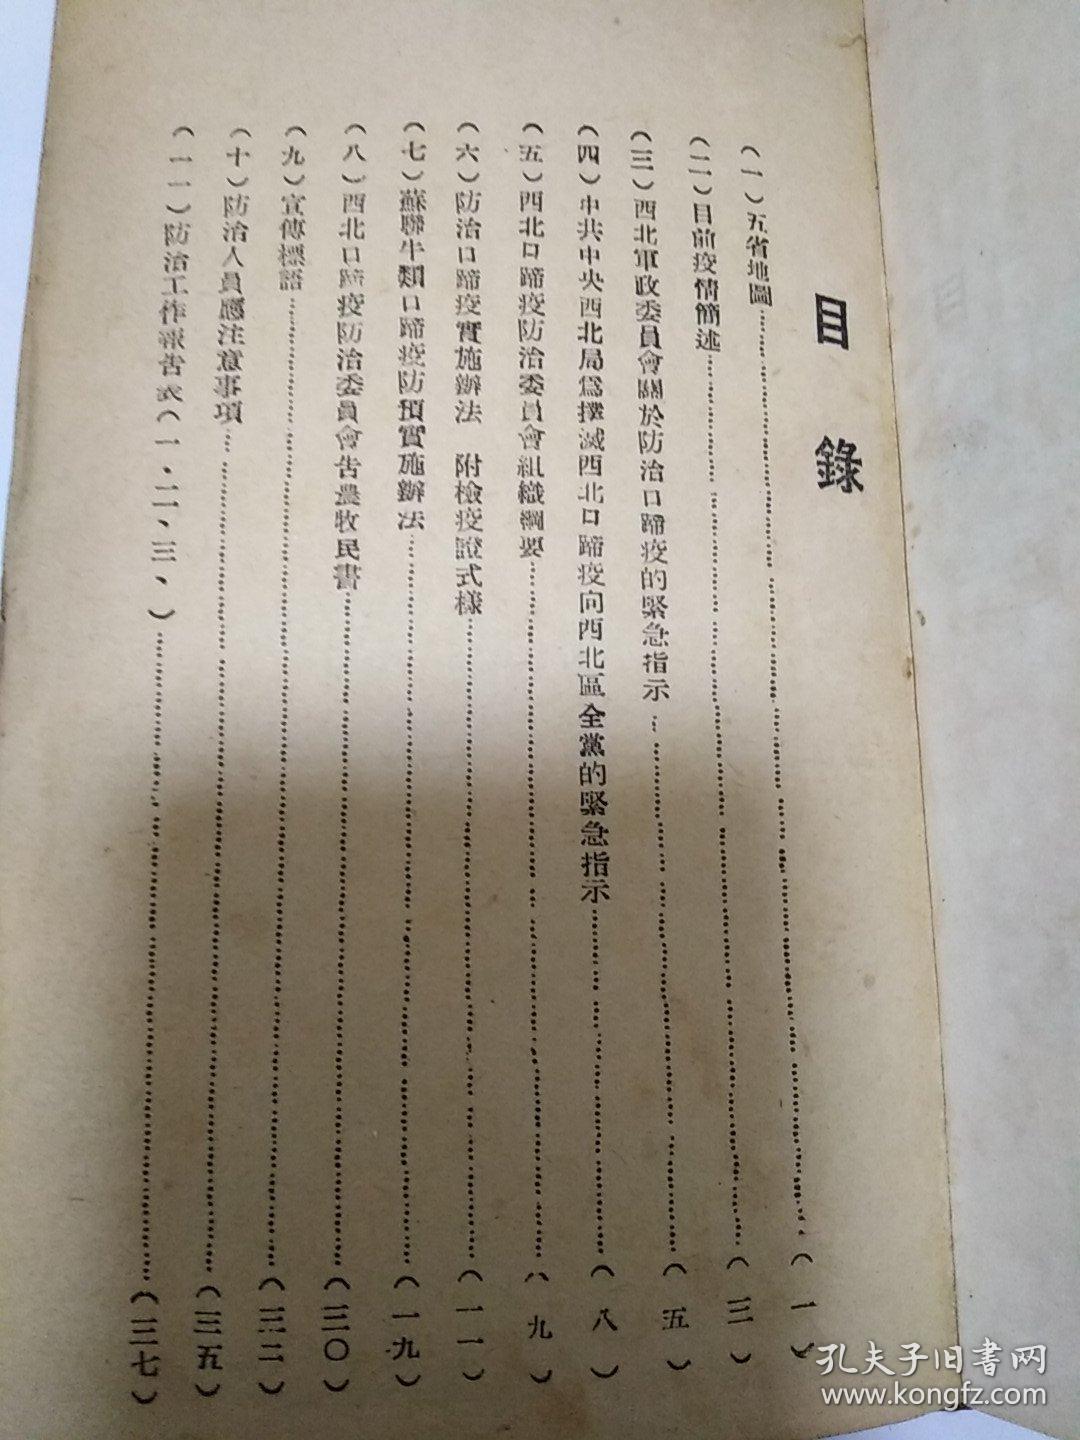 目錄
（一）五省地圖……（一）
（二）目前疫情簡述……（三）
（三）西北軍政委員會關於防治口蹄疫的緊急指示……（五）
（四）中共中央西北局爲撲滅西北口蹄疫向西北區全黨的緊急指示……（八）
（五）西北口蹄疫防治委員會組織綱要……（九）
（六）防治口蹄疫實施辦法　附檢疫證式樣……（一一）
（七）蘇聯牛類口蹄疫防預實施辦法……（一九）
（八）西北口蹄疫防治委員會告農牧民書……（三〇）
（九）宣傳標語……（三二）
（十）防治人員應注意事項……（三五）
（一一）防治工作報告表（一、二、三、）……（三七）
孔夫子旧書网
www.kongfz.com